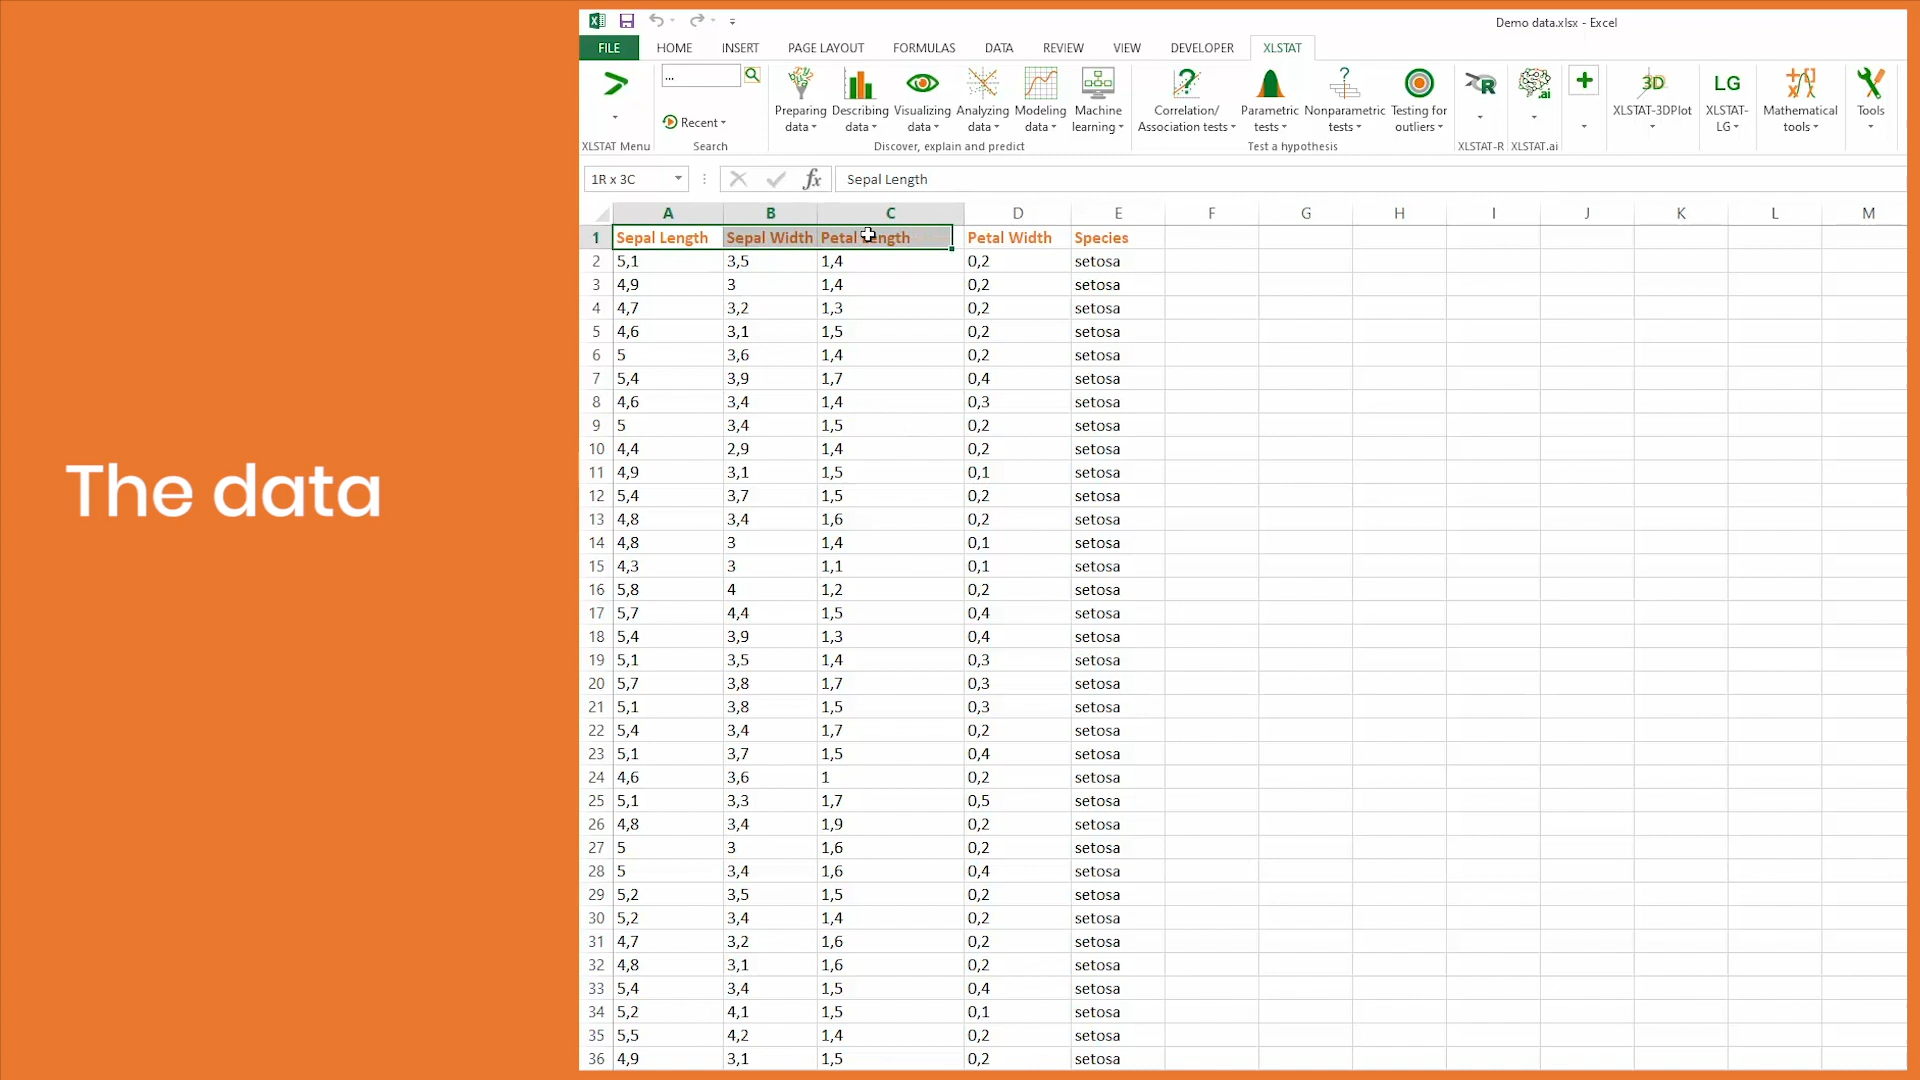 The data
Demo data.xlsx - Excel
FILE HOME INSERT PAGE LAYOUT FORMULAS DATA REVIEW VIEW DEVELOPER XLSTAT
...
Recent
XLSTAT Menu
Search
Preparing data
Describing data
Visualizing data
Analyzing data
Modeling data
Machine learning
Discover, explain and predict
Correlation/ Association tests
Parametric tests
Nonparametric tests
Testing for outliers
Test a hypothesis
R
XLSTAT-R
.ai
XLSTAT.ai
3D
XLSTAT-3DPlot
LG
XLSTAT-LG
Mathematical tools
Tools
1R x 3C fx Sepal Length
A B C D E F G H I J K L M
1 Sepal Length Sepal Width Petal Length Petal Width Species
2 5,1 3,5 1,4 0,2 setosa
3 4,9 3 1,4 0,2 setosa
4 4,7 3,2 1,3 0,2 setosa
5 4,6 3,1 1,5 0,2 setosa
6 5 3,6 1,4 0,2 setosa
7 5,4 3,9 1,7 0,4 setosa
8 4,6 3,4 1,4 0,3 setosa
9 5 3,4 1,5 0,2 setosa
10 4,4 2,9 1,4 0,2 setosa
11 4,9 3,1 1,5 0,1 setosa
12 5,4 3,7 1,5 0,2 setosa
13 4,8 3,4 1,6 0,2 setosa
14 4,8 3 1,4 0,1 setosa
15 4,3 3 1,1 0,1 setosa
16 5,8 4 1,2 0,2 setosa
17 5,7 4,4 1,5 0,4 setosa
18 5,4 3,9 1,3 0,4 setosa
19 5,1 3,5 1,4 0,3 setosa
20 5,7 3,8 1,7 0,3 setosa
21 5,1 3,8 1,5 0,3 setosa
22 5,4 3,4 1,7 0,2 setosa
23 5,1 3,7 1,5 0,4 setosa
24 4,6 3,6 1 0,2 setosa
25 5,1 3,3 1,7 0,5 setosa
26 4,8 3,4 1,9 0,2 setosa
27 5 3 1,6 0,2 setosa
28 5 3,4 1,6 0,4 setosa
29 5,2 3,5 1,5 0,2 setosa
30 5,2 3,4 1,4 0,2 setosa
31 4,7 3,2 1,6 0,2 setosa
32 4,8 3,1 1,6 0,2 setosa
33 5,4 3,4 1,5 0,4 setosa
34 5,2 4,1 1,5 0,1 setosa
35 5,5 4,2 1,4 0,2 setosa
36 4,9 3,1 1,5 0,2 setosa